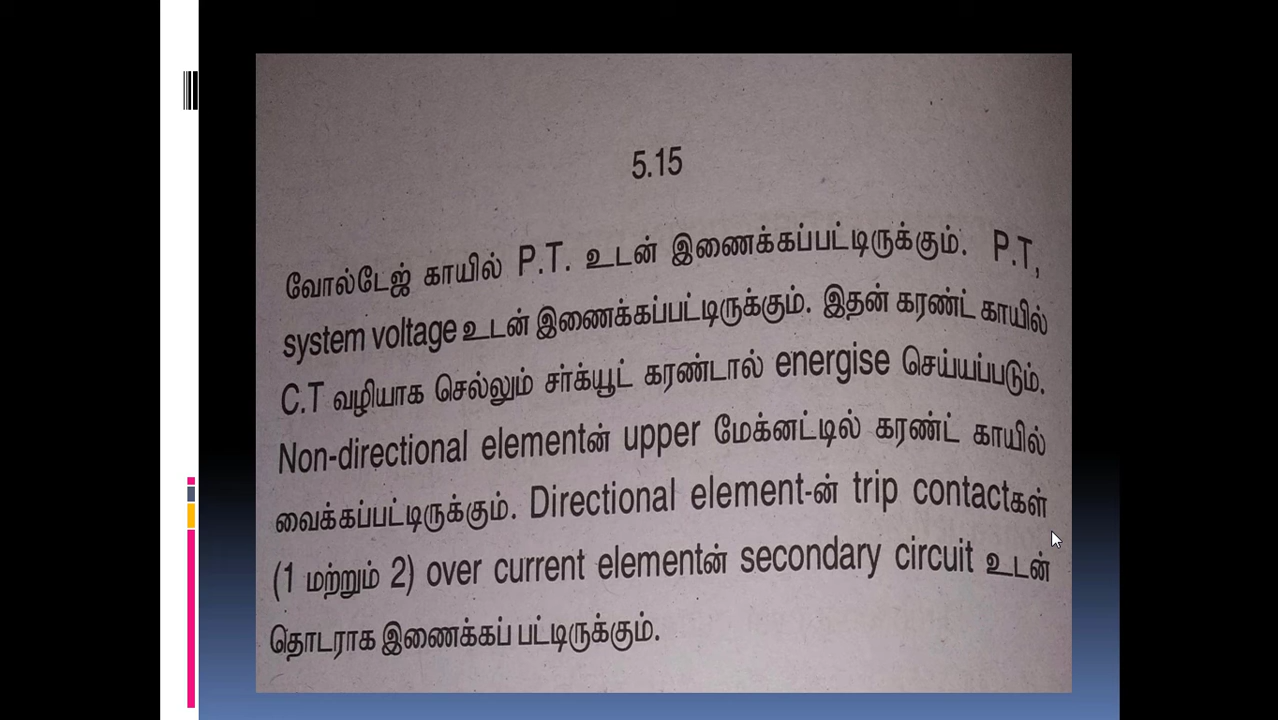 5.15
வோல்டேஜ் காயில் P.T. உடன் இணைக்கப்பட்டிருக்கும். P.T,
system voltage உடன் இணைக்கப்பட்டிருக்கும். இதன் கரண்ட் காயில்
C.T வழியாக செல்லும் சர்க்யூட் கரண்டால் energise செய்யப்படும்.
Non-directional elementன் upper மேக்னட்டில் கரண்ட் காயில்
வைக்கப்பட்டிருக்கும். Directional element-ன் trip contactகள்
(1 மற்றும் 2) over current elementன் secondary circuit உடன்
தொடராக இணைக்கப் பட்டிருக்கும்.